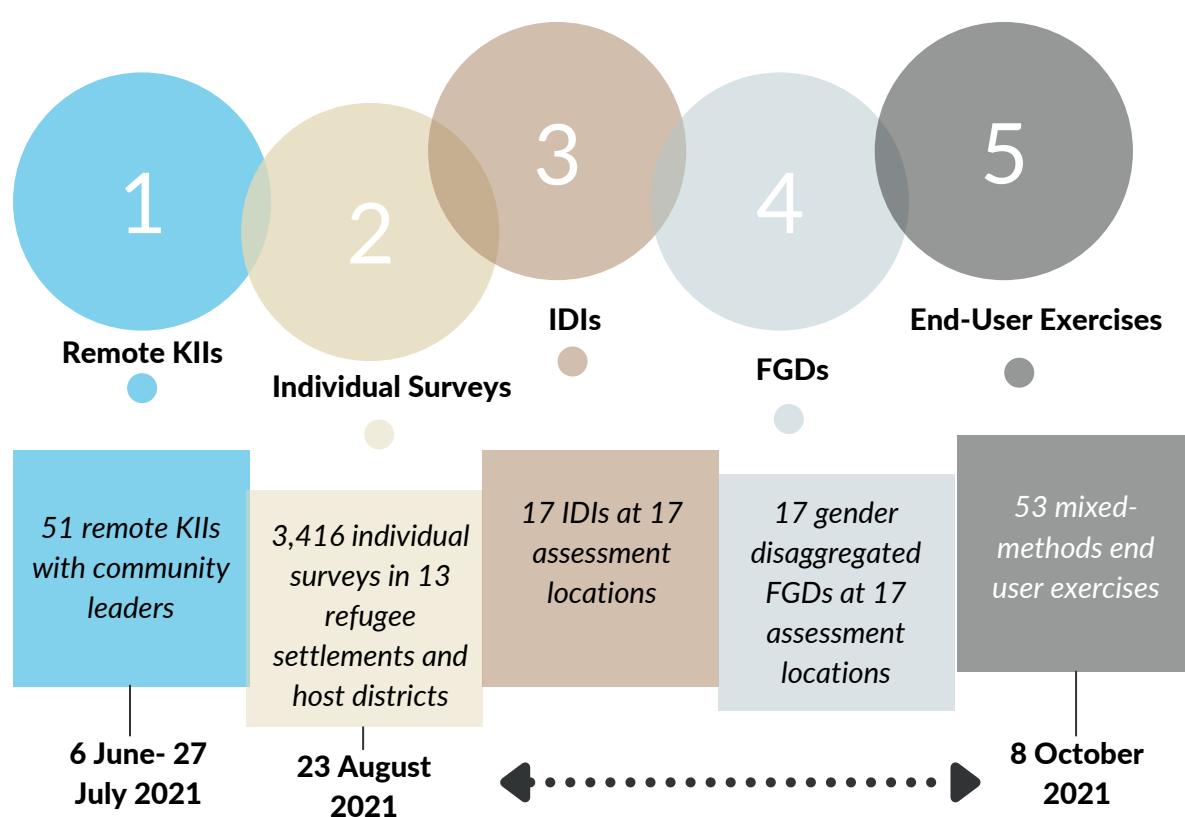 1
2
3
4
5
Remote KIIs
Individual Surveys
IDIs
FGDs
End-User Exercises
51 remote KIIs
with community
leaders
3,416 individual
surveys in 13
refugee
settlements and
host districts
17 IDIs at 17
assessment
locations
17 gender
disaggregated
FGDs at 17
assessment
locations
53 mixed-
methods end
user exercises
6 June- 27
July 2021
23 August
2021
8 October
2021